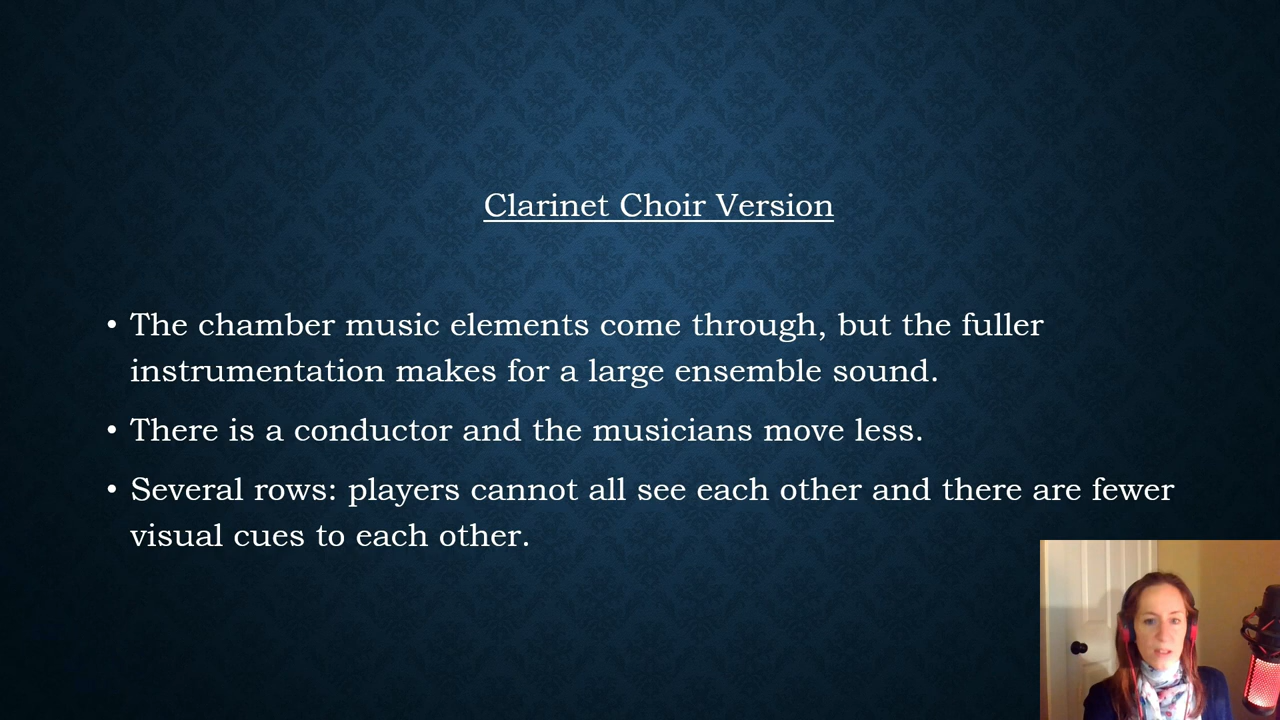 Clarinet Choir Version
• The chamber music elements come through, but the fuller
instrumentation makes for a large ensemble sound.
• There is a conductor and the musicians move less.
• Several rows: players cannot all see each other and there are fewer
visual cues to each other.